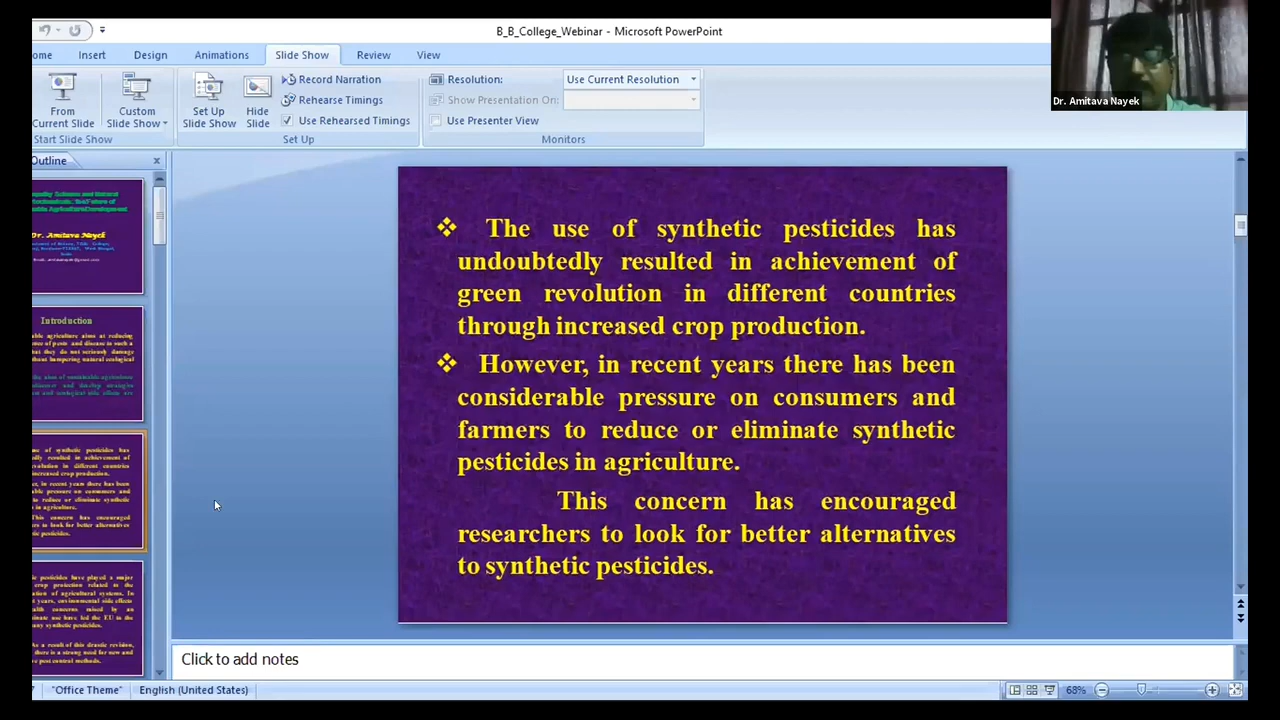 B_B_College_Webinar - Microsoft PowerPoint
ome Design Animations Slide Show Review View
From Current Slide
Custom Slide Show
Start Slide Show
Set Up Slide Show
Hide Slide
Record Narration
Rehearse Timings
Use Rehearsed Timings
Set Up
Resolution: Use Current Resolution
Show Presentation On:
Use Presenter View
Monitors
Dr. Amitava Nayek
Outline
Dr. Amitava Nayek
Introduction
❖ The use of synthetic pesticides has
undoubtedly resulted in achievement of
green revolution in different countries
through increased crop production.
❖ However, in recent years there has been
considerable pressure on consumers and
farmers to reduce or eliminate synthetic
pesticides in agriculture.
This concern has encouraged
researchers to look for better alternatives
to synthetic pesticides.
Click to add notes
"Office Theme" English (United States) 68%